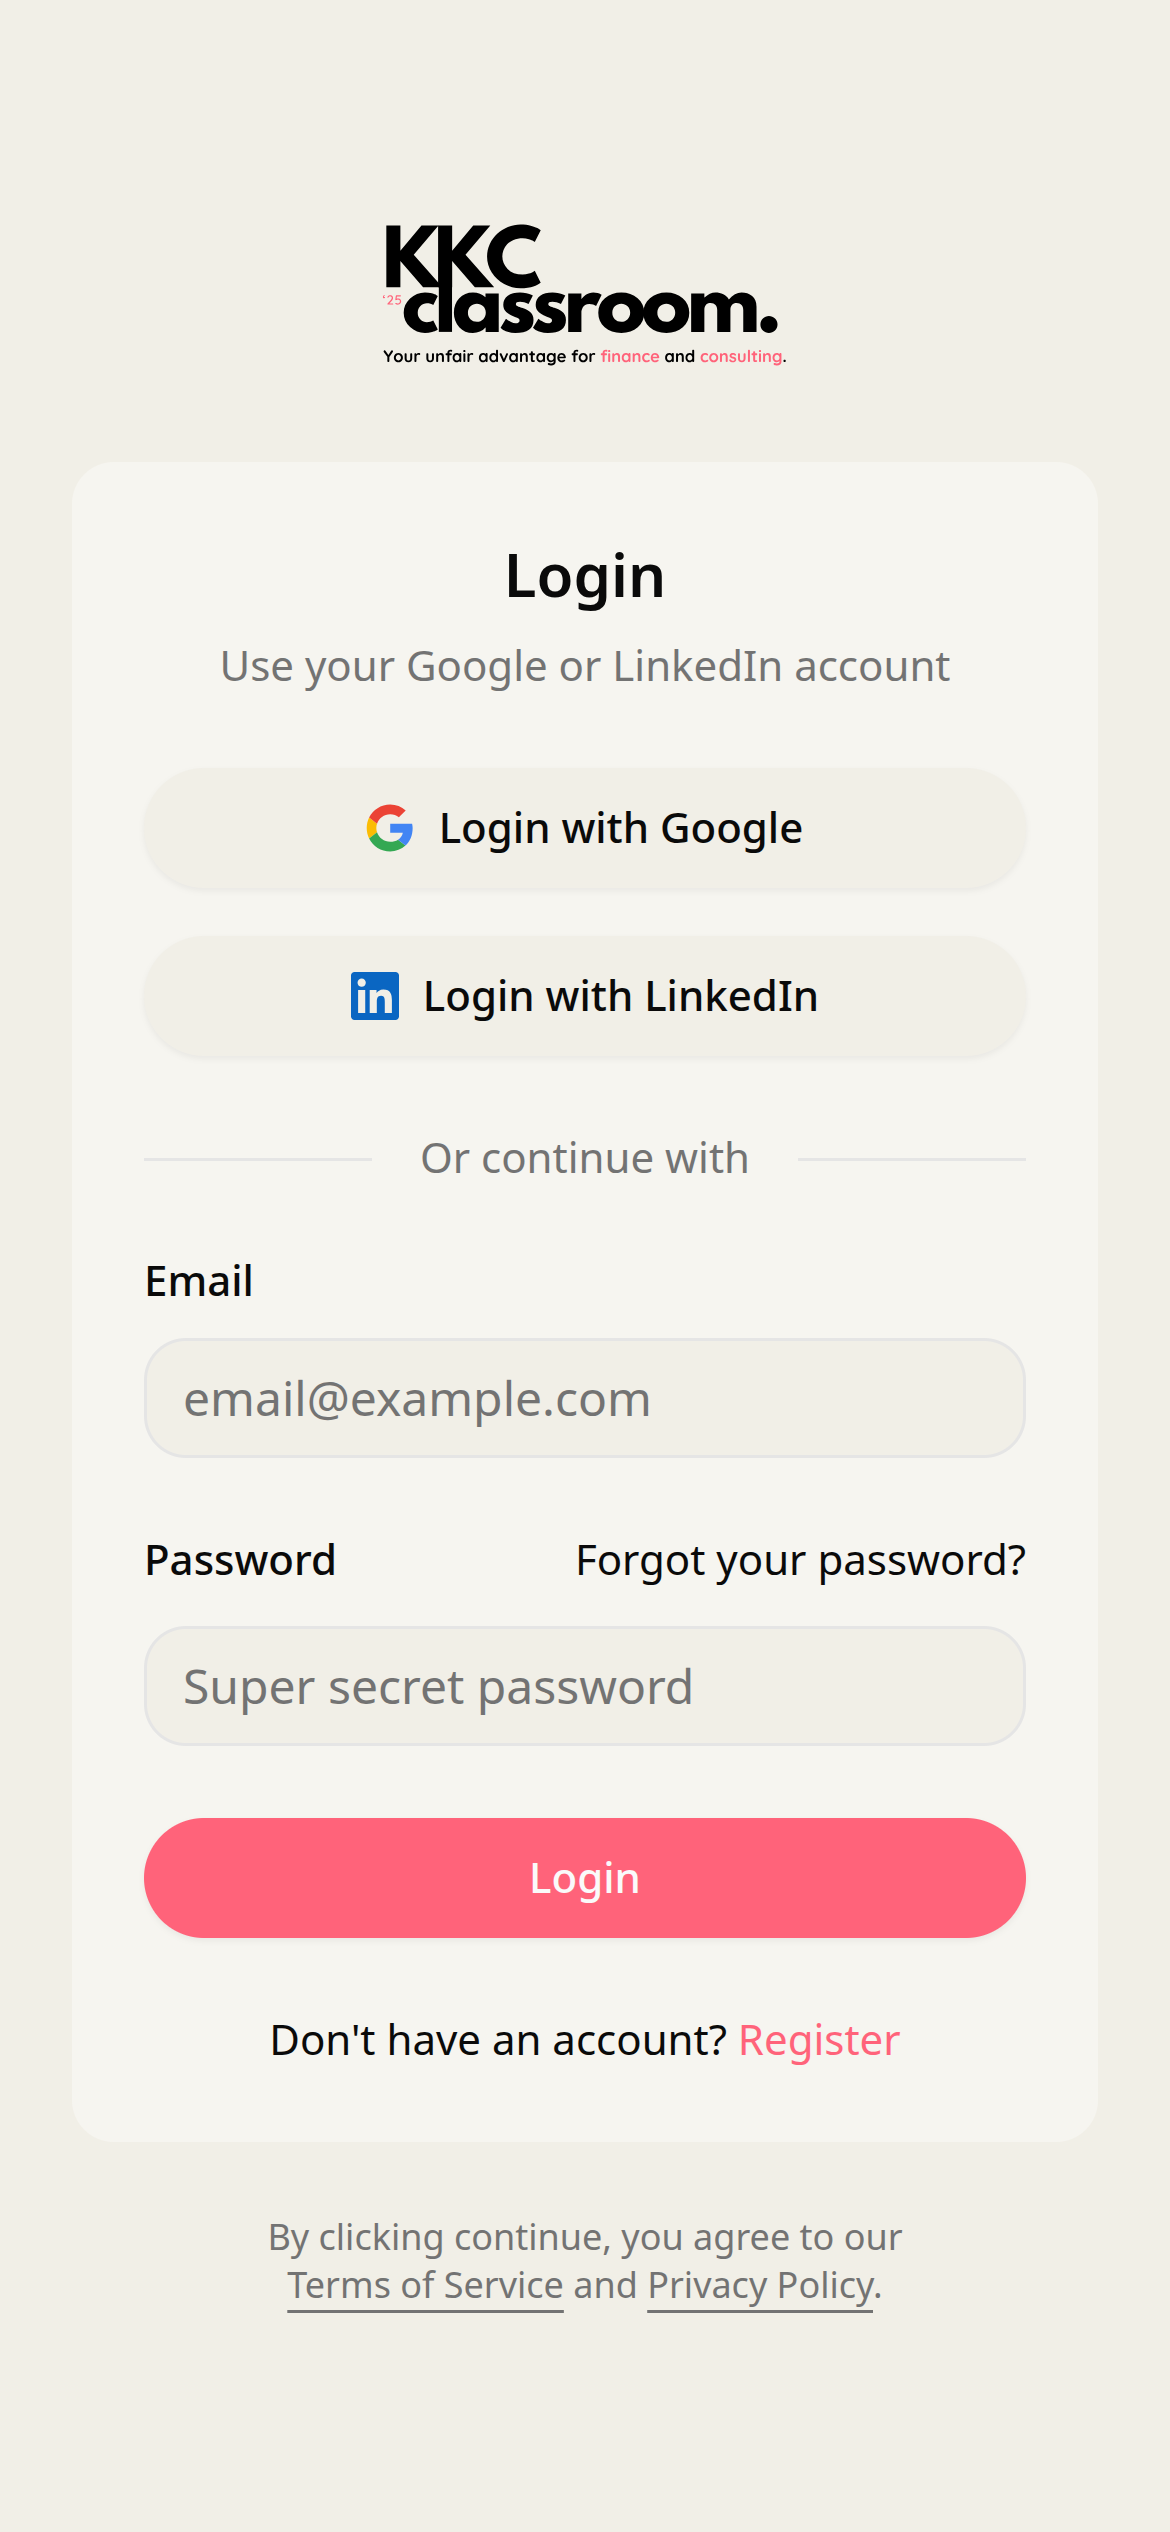 KKC
‘25 classroom.
Your unfair advantage for finance and consulting.
Login
Use your Google or LinkedIn account
Login with Google
in Login with LinkedIn
Or continue with
Email
email@example.com
Password Forgot your password?
Super secret password
Login
Don't have an account? Register
By clicking continue, you agree to our
Terms of Service and Privacy Policy.